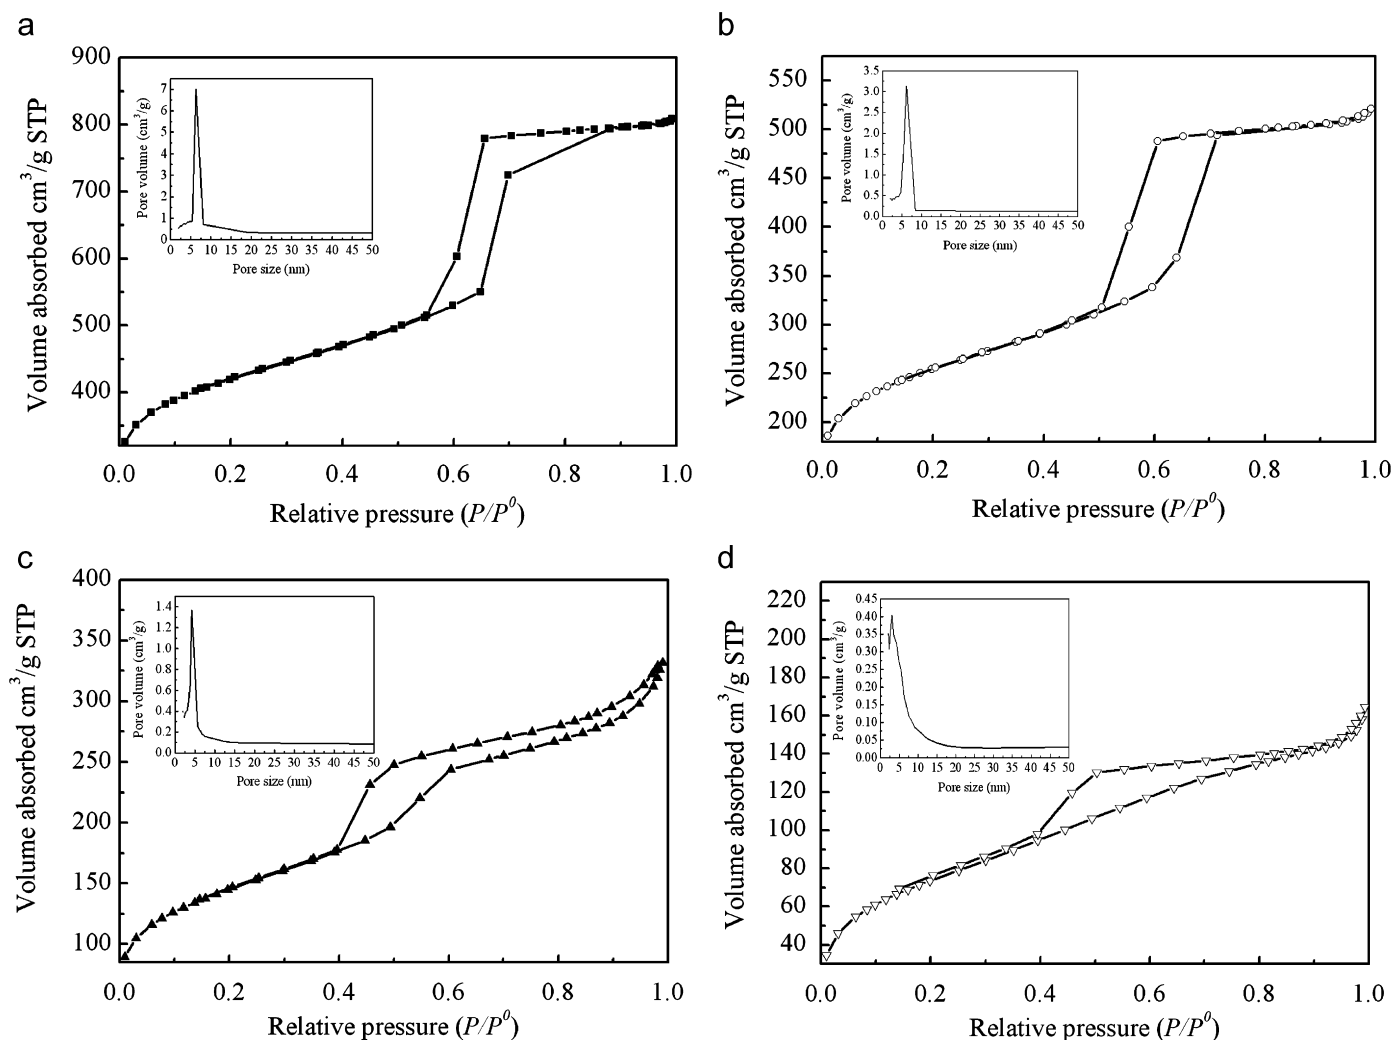 a
900
800
700
600
500
400
0.0 0.2 0.4 0.6 0.8 1.0
Volume absorbed cm³/g STP
Relative pressure (P/P⁰)
7
6
5
4
3
2
1
0
0 5 10 15 20 25 30 35 40 45 50
Pore volume (cm³/g)
Pore size (nm)
b
550
500
450
400
350
300
250
200
0.0 0.2 0.4 0.6 0.8 1.0
Volume absorbed cm³/g STP
Relative pressure (P/P⁰)
3.5
3.0
2.5
2.0
1.5
1.0
0.5
0.0
0 5 10 15 20 25 30 35 40 45 50
Pore volume (cm³/g)
Pore size (nm)
c
400
350
300
250
200
150
100
0.0 0.2 0.4 0.6 0.8 1.0
Volume absorbed cm³/g STP
Relative pressure (P/P⁰)
1.4
1.2
1.0
0.8
0.6
0.4
0.2
0.0
0 5 10 15 20 25 30 35 40 45 50
Pore volume (cm³/g)
Pore size (nm)
d
220
200
180
160
140
120
100
80
60
40
0.0 0.2 0.4 0.6 0.8 1.0
Volume absorbed cm³/g STP
Relative pressure (P/P⁰)
0.45
0.40
0.35
0.30
0.25
0.20
0.15
0.10
0.05
0.00
0 5 10 15 20 25 30 35 40 45 50
Pore volume (cm³/g)
Pore size (nm)